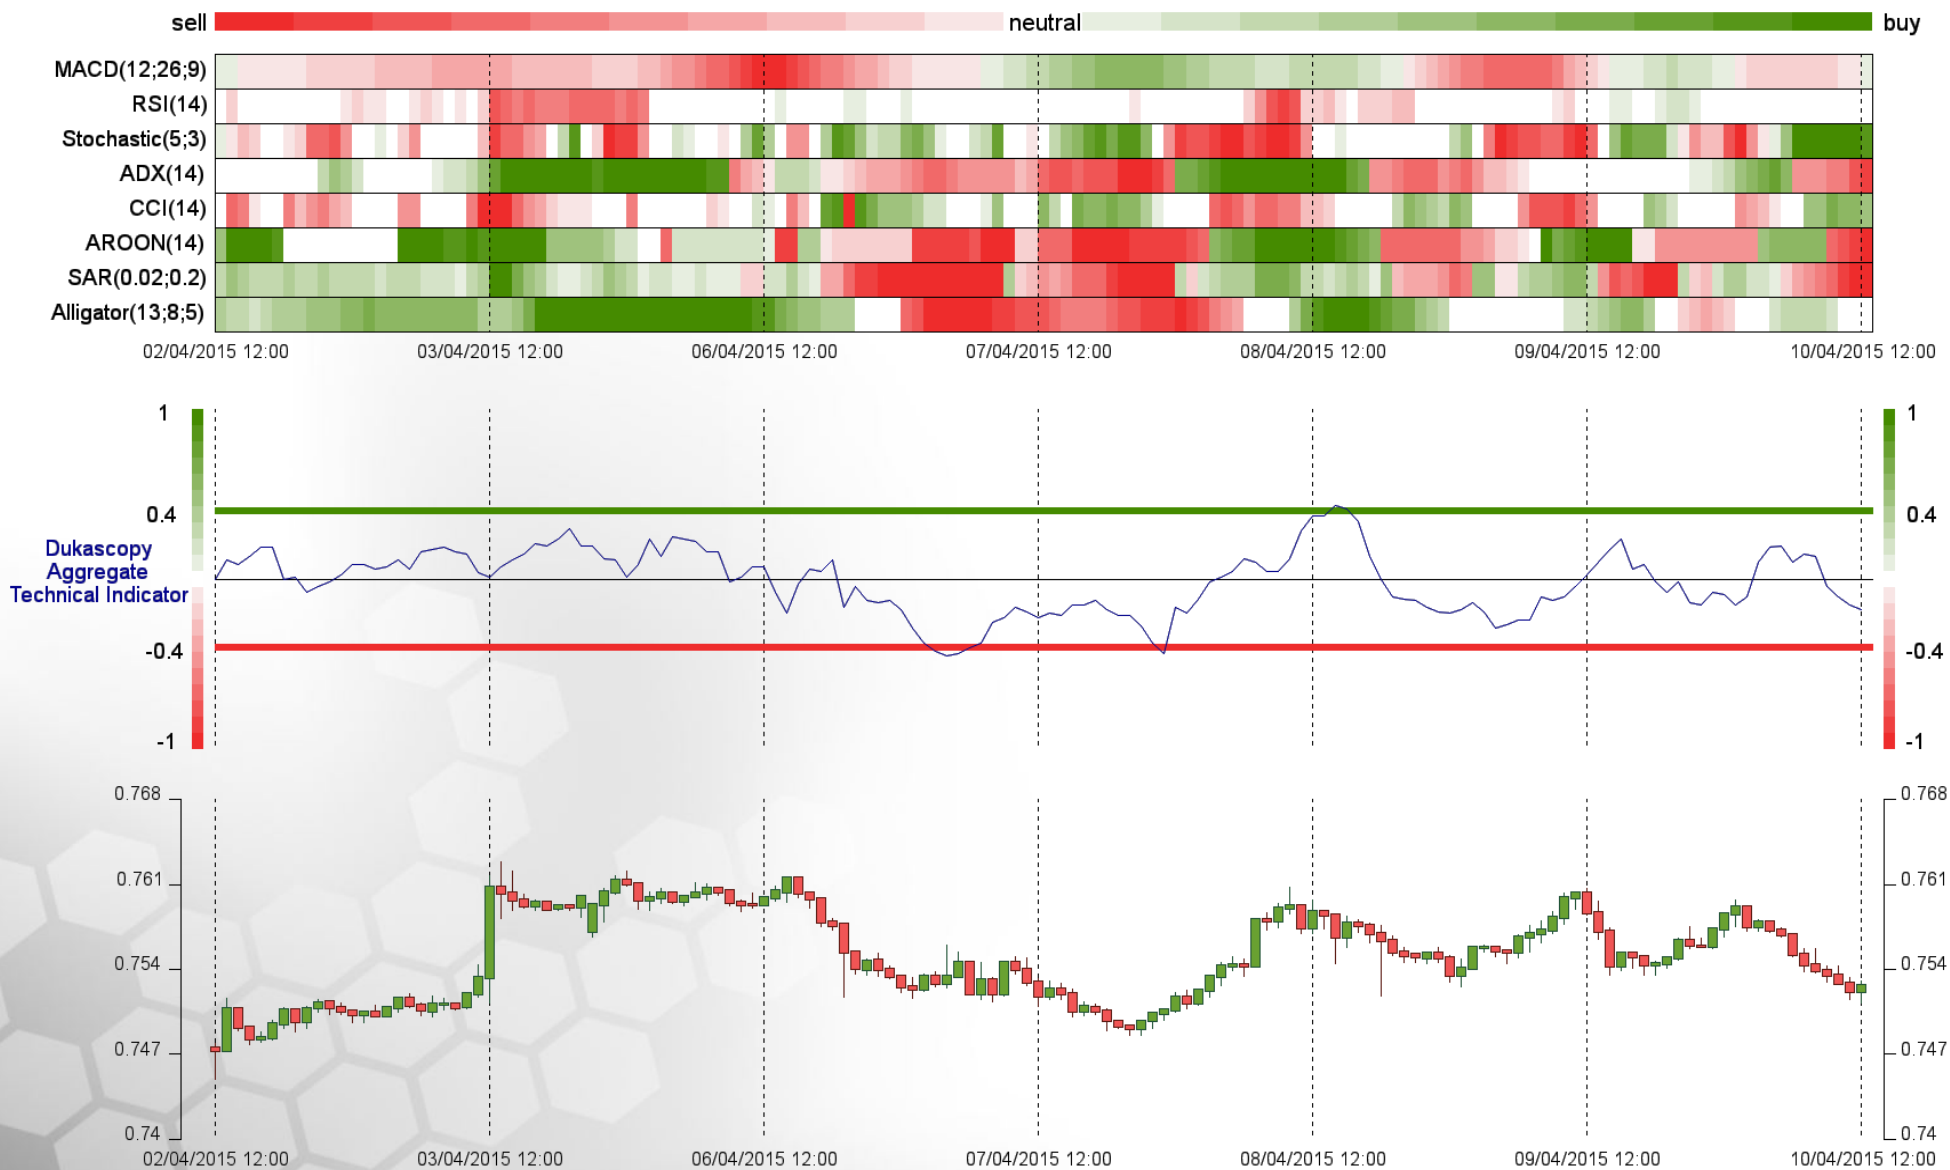 sell neutral buy
MACD(12;26;9)
RSI(14)
Stochastic(5;3)
ADX(14)
CCI(14)
AROON(14)
SAR(0.02;0.2)
Alligator(13;8;5)
02/04/2015 12:00 03/04/2015 12:00 06/04/2015 12:00 07/04/2015 12:00 08/04/2015 12:00 09/04/2015 12:00 10/04/2015 12:00
1 1
0.4 0.4
Dukascopy
Aggregate
Technical Indicator
-0.4 -0.4
-1 -1
0.768 0.768
0.761 0.761
0.754 0.754
0.747 0.747
0.74 0.74
02/04/2015 12:00 03/04/2015 12:00 06/04/2015 12:00 07/04/2015 12:00 08/04/2015 12:00 09/04/2015 12:00 10/04/2015 12:00